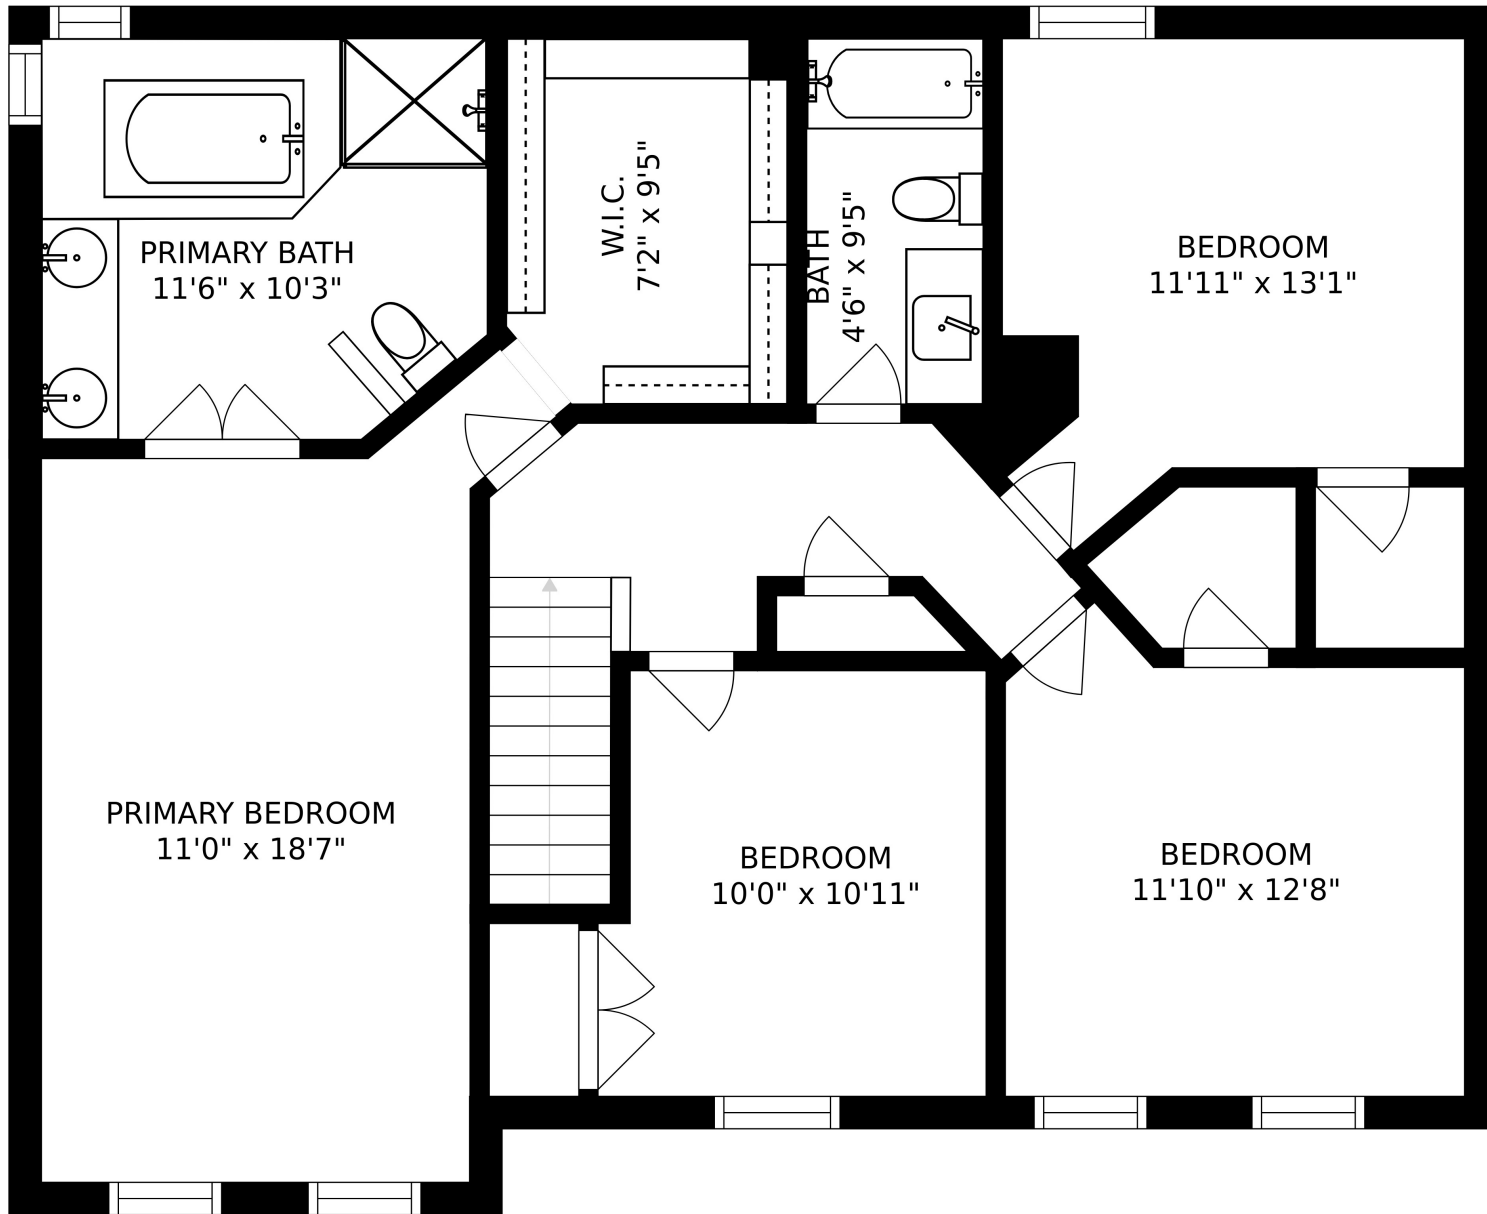 PRIMARY BATH
11'6" x 10'3"
W.I.C.
7'2" x 9'5"
BATH
4'6" x 9'5"
BEDROOM
11'11" x 13'1"
PRIMARY BEDROOM
11'0" x 18'7"
BEDROOM
10'0" x 10'11"
BEDROOM
11'10" x 12'8"